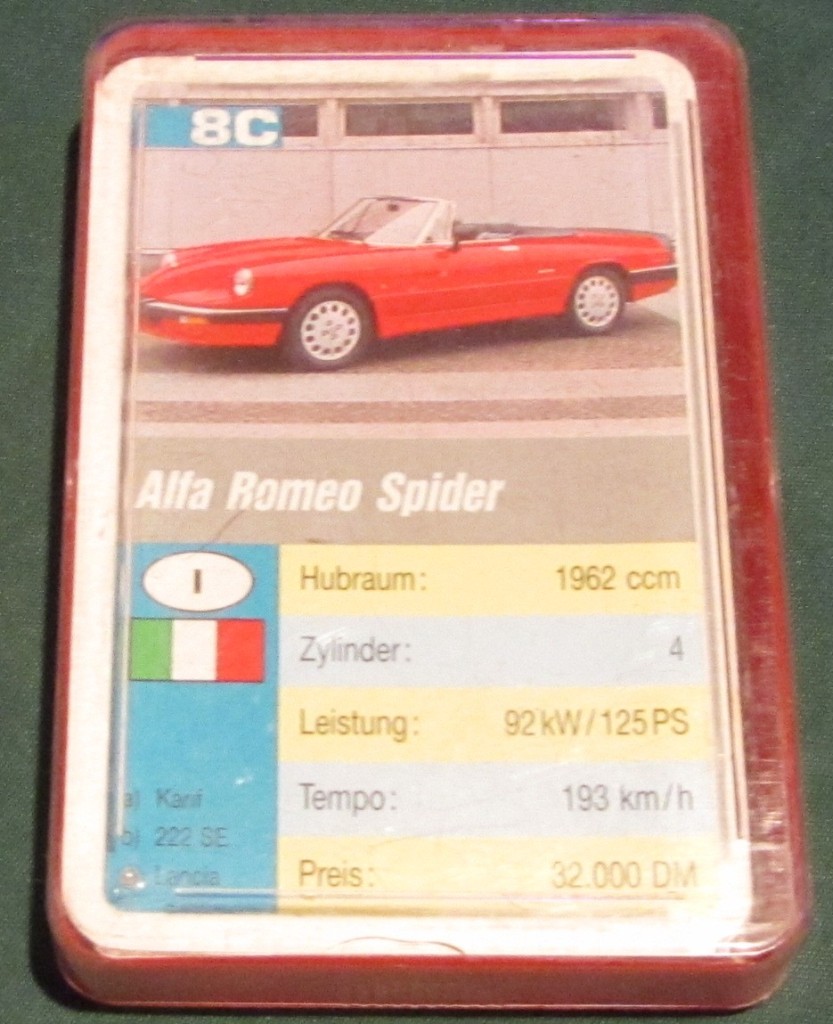 8C
Alfa Romeo Spider
I
Hubraum: 1962 ccm
Zylinder: 4
Leistung: 92 kW/125 PS
Tempo: 193 km/h
Preis: 32.000 DM
a) Karif
b) 222 SE
Lancia